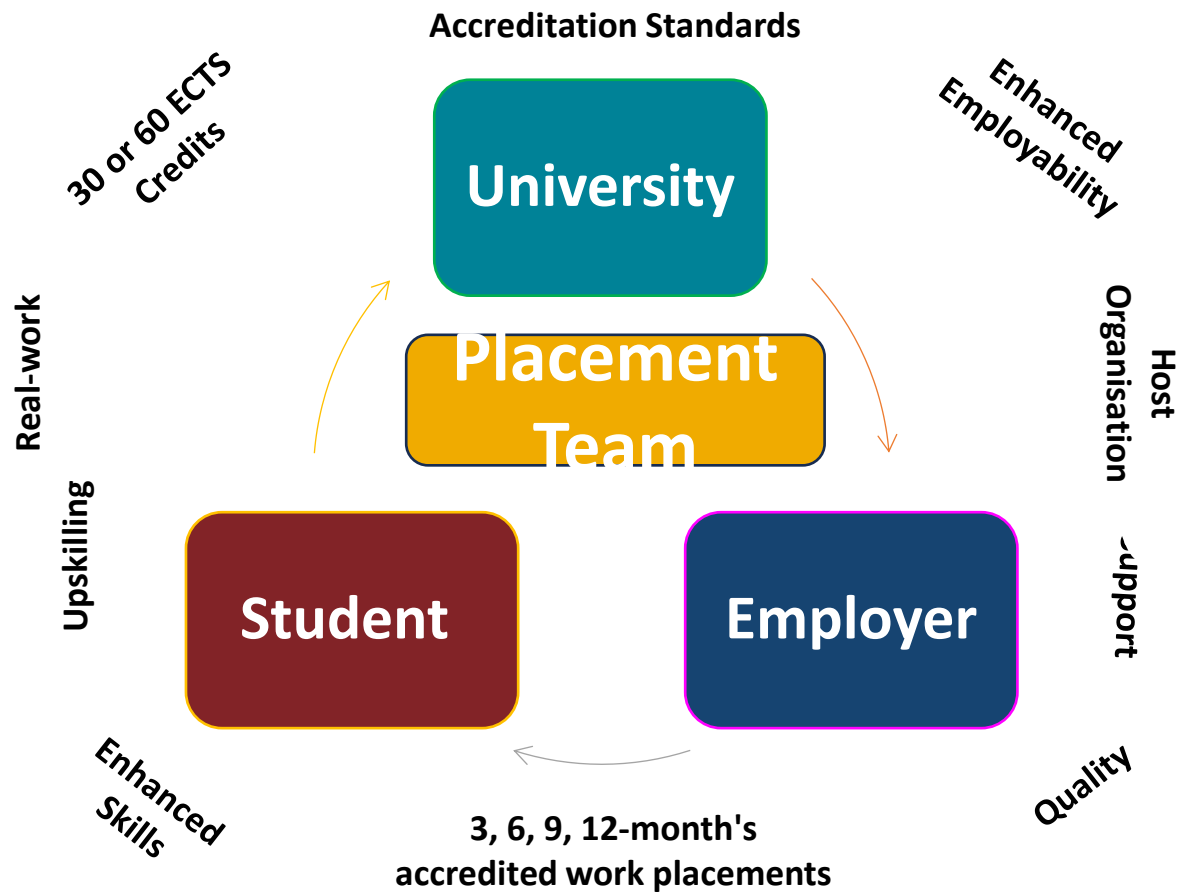 Accreditation Standards
30 or 60 ECTS
Credits
Enhanced
Employability
University
Real-work
Host
Organisation
Placement
Team
Upskilling
Student
Employer
upport
Enhanced
Skills
Quality
3, 6, 9, 12-month's
accredited work placements